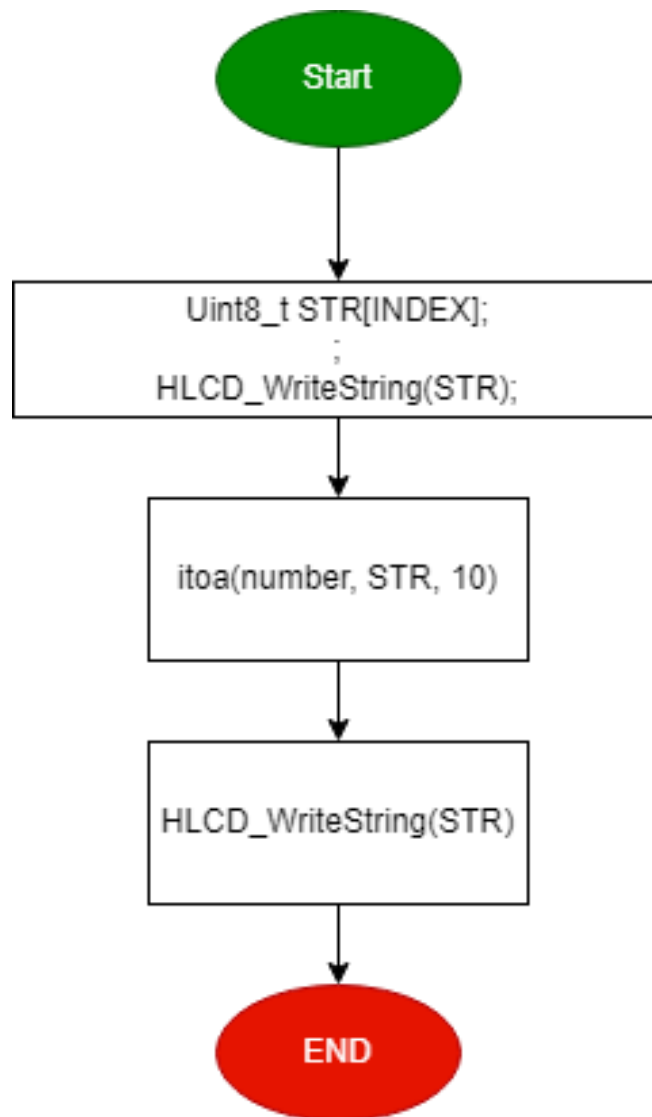 Start
Uint8_t STR[INDEX];
;
HLCD_WriteString(STR);
itoa(number, STR, 10)
HLCD_WriteString(STR)
END